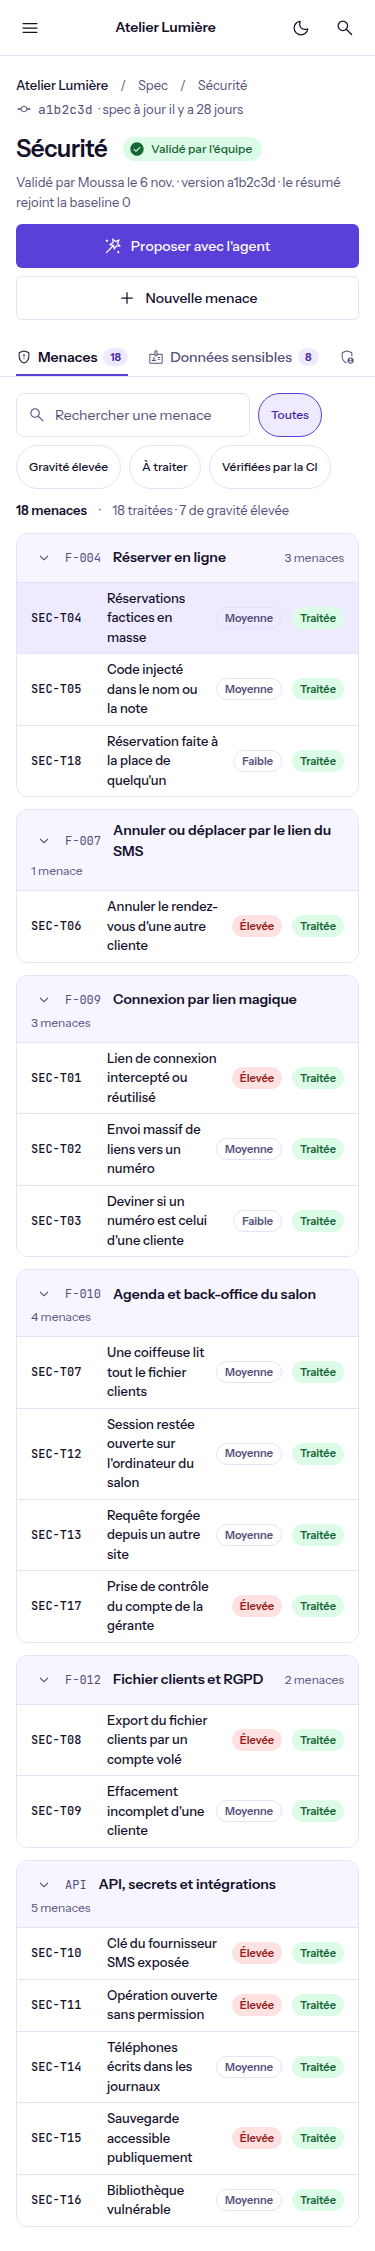 Atelier Lumière
Atelier Lumière / Spec / Sécurité
a1b2c3d · spec à jour il y a 28 jours
Sécurité
Validé par l'équipe
Validé par Moussa le 6 nov. · version a1b2c3d · le résumé
rejoint la baseline 0
Proposer avec l'agent
Nouvelle menace
Menaces 18
Données sensibles 8
Rechercher une menace
Toutes
Gravité élevée
À traiter
Vérifiées par la CI
18 menaces · 18 traitées · 7 de gravité élevée
F-004 Réserver en ligne 3 menaces
SEC-T04 Réservations
factices en
masse
Moyenne Traitée
SEC-T05 Code injecté
dans le nom ou
la note
Moyenne Traitée
SEC-T18 Réservation faite à
la place de
quelqu'un
Faible Traitée
F-007 Annuler ou déplacer par le lien du
SMS
1 menace
SEC-T06 Annuler le rendez-
vous d'une autre
cliente
Élevée Traitée
F-009 Connexion par lien magique
3 menaces
SEC-T01 Lien de connexion
intercepté ou
réutilisé
Élevée Traitée
SEC-T02 Envoi massif de
liens vers un
numéro
Moyenne Traitée
SEC-T03 Deviner si un
numéro est celui
d'une cliente
Faible Traitée
F-010 Agenda et back-office du salon
4 menaces
SEC-T07 Une coiffeuse lit
tout le fichier
clients
Moyenne Traitée
SEC-T12 Session restée
ouverte sur
l'ordinateur du
salon
Moyenne Traitée
SEC-T13 Requête forgée
depuis un autre
site
Moyenne Traitée
SEC-T17 Prise de contrôle
du compte de la
gérante
Élevée Traitée
F-012 Fichier clients et RGPD 2 menaces
SEC-T08 Export du fichier
clients par un
compte volé
Élevée Traitée
SEC-T09 Effacement
incomplet d'une
cliente
Moyenne Traitée
API API, secrets et intégrations
5 menaces
SEC-T10 Clé du fournisseur
SMS exposée
Élevée Traitée
SEC-T11 Opération ouverte
sans permission
Élevée Traitée
SEC-T14 Téléphones
écrits dans les
journaux
Moyenne Traitée
SEC-T15 Sauvegarde
accessible
publiquement
Élevée Traitée
SEC-T16 Bibliothèque
vulnérable
Moyenne Traitée